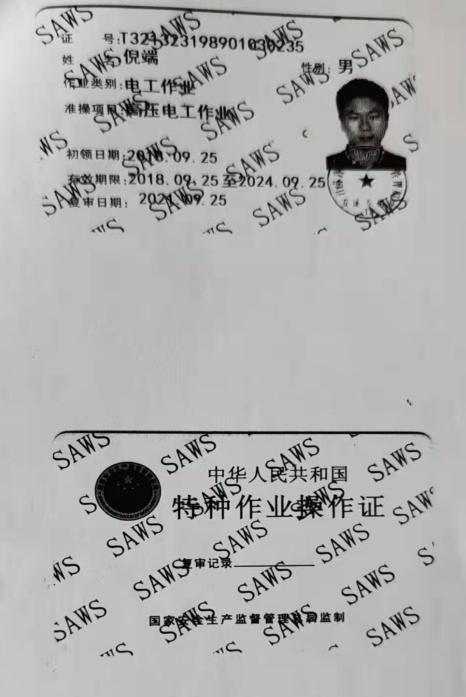 证 号:T321323198901030235
姓 名 倪端
性别: 男
作业类别:电工作业
准操项目:高压电工作业
初领日期:2018.09.25
有效期限:2018.09.25至2024.09.25
复审日期: 2021.09.25
SAWS
中华人民共和国
特种作业操作证
复审记录
国家安全生产监督管理总局监制